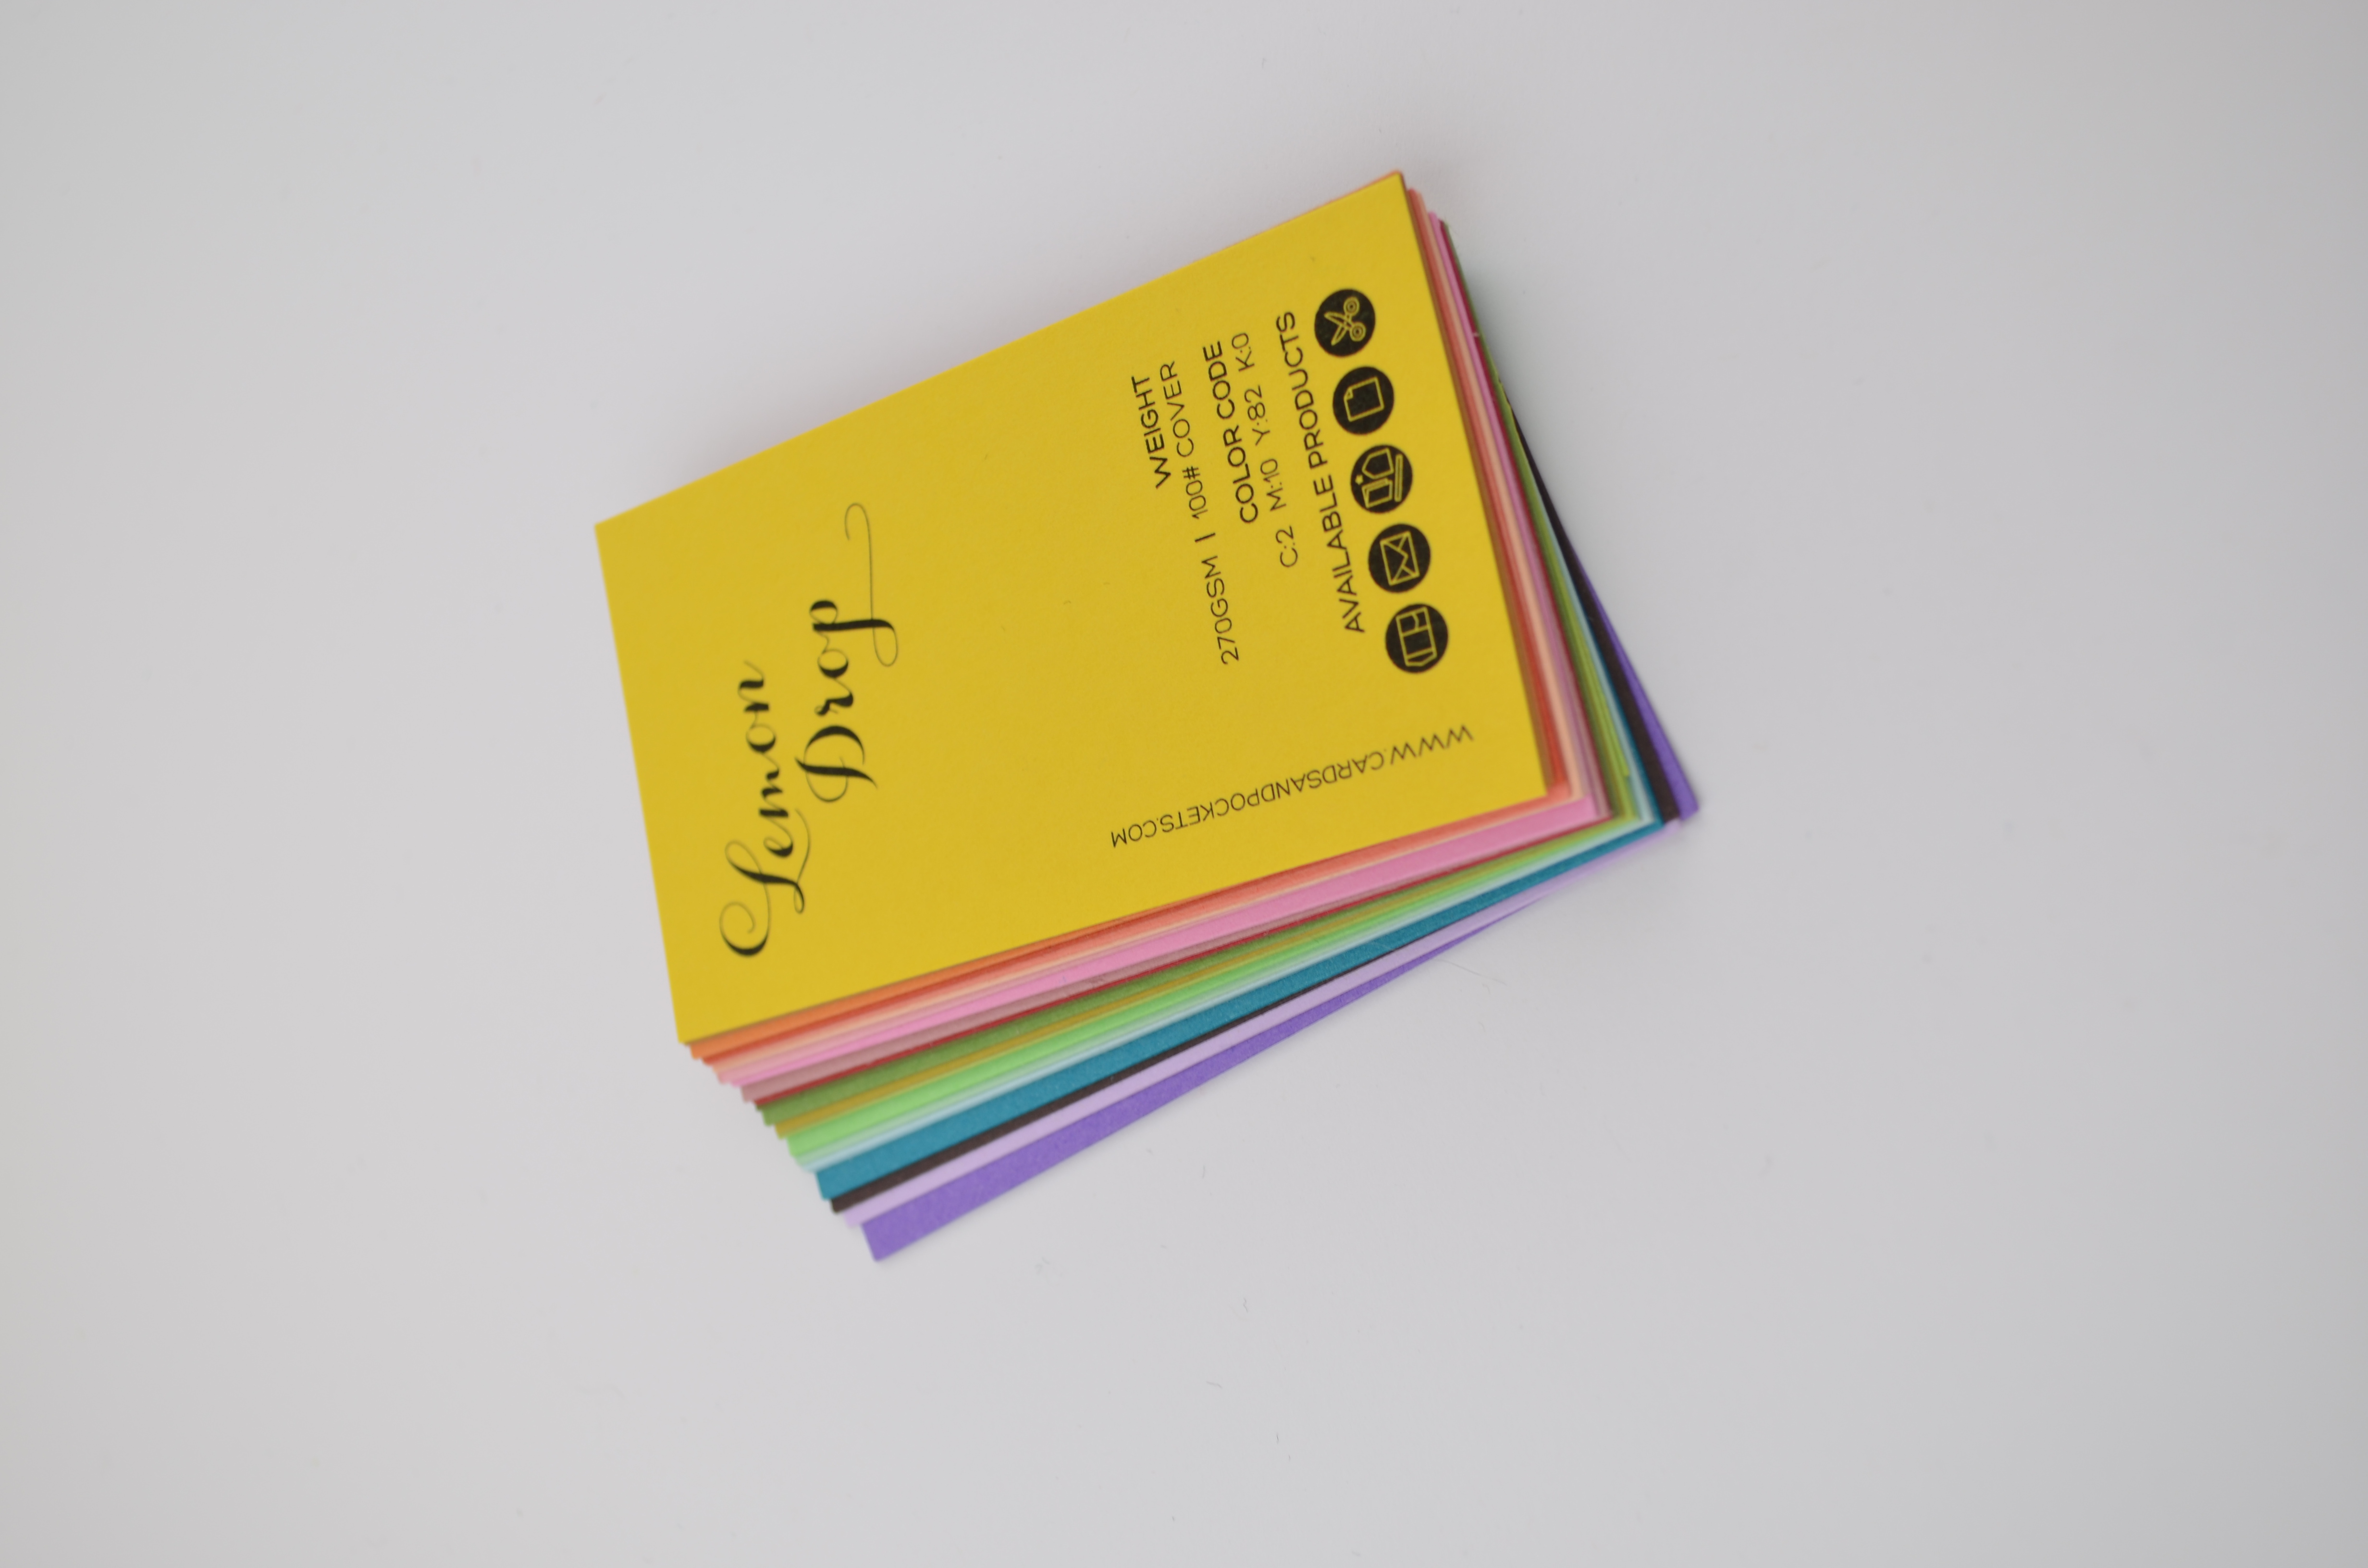 Lemon
Drop
WWW.CARDSANDPOCKETS.COM
WEIGHT
270GSM | 100# COVER
COLOR CODE
C:2 M:10 Y:82 K:0
AVAILABLE PRODUCTS